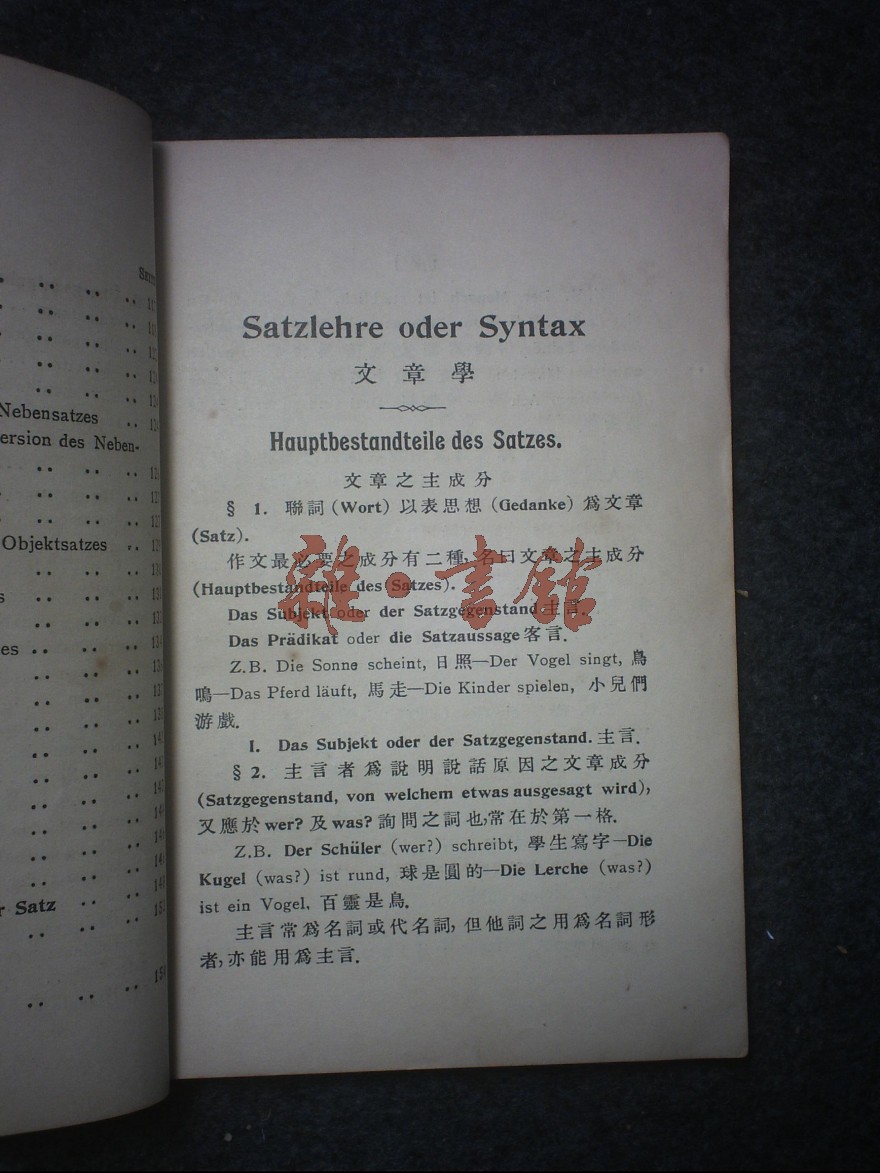 Nebensatzes
ersion des Neben-
Objektsatzes
Satz
Satzlehre oder Syntax
文章學
Hauptbestandteile des Satzes.
文章之主成分
§ 1. 聯詞 (Wort) 以表思想 (Gedanke) 爲文章
(Satz).
作文最必要之成分有二種, 名曰文章之主成分
(Hauptbestandteile des Satzes).
Das Subjekt oder der Satzgegenstand 主言.
Das Prädikat oder die Satzaussage 客言.
Z.B. Die Sonne scheint, 日照—Der Vogel singt, 鳥
鳴—Das Pferd läuft, 馬走—Die Kinder spielen, 小兒們
游戲.
I. Das Subjekt oder der Satzgegenstand. 主言.
§ 2. 主言者爲説明説話原因之文章成分
(Satzgegenstand, von welchem etwas ausgesagt wird),
又應於 wer? 及 was? 詢問之詞也,常在於第一格.
Z.B. Der Schüler (wer?) schreibt, 學生寫字—Die
Kugel (was?) ist rund, 球是圓的—Die Lerche (was?)
ist ein Vogel, 百靈是鳥.
主言常爲名詞或代名詞, 但他詞之用爲名詞形
者,亦能用爲主言.
雜·書館